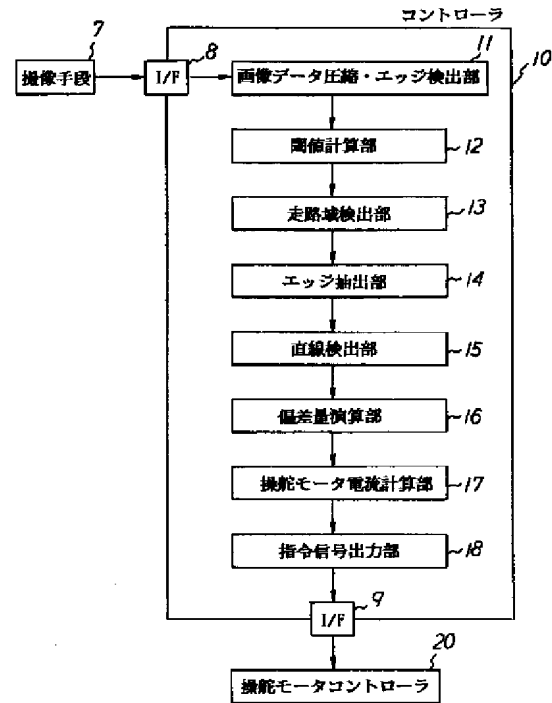 コントローラ
7
8
11
10
撮像手段
I/F
画像データ圧縮・エッジ検出部
閾値計算部
12
走路域検出部
13
エッジ抽出部
14
直線検出部
15
偏差量演算部
16
操舵モータ電流計算部
17
指令信号出力部
18
9
I/F
20
操舵モータコントローラ